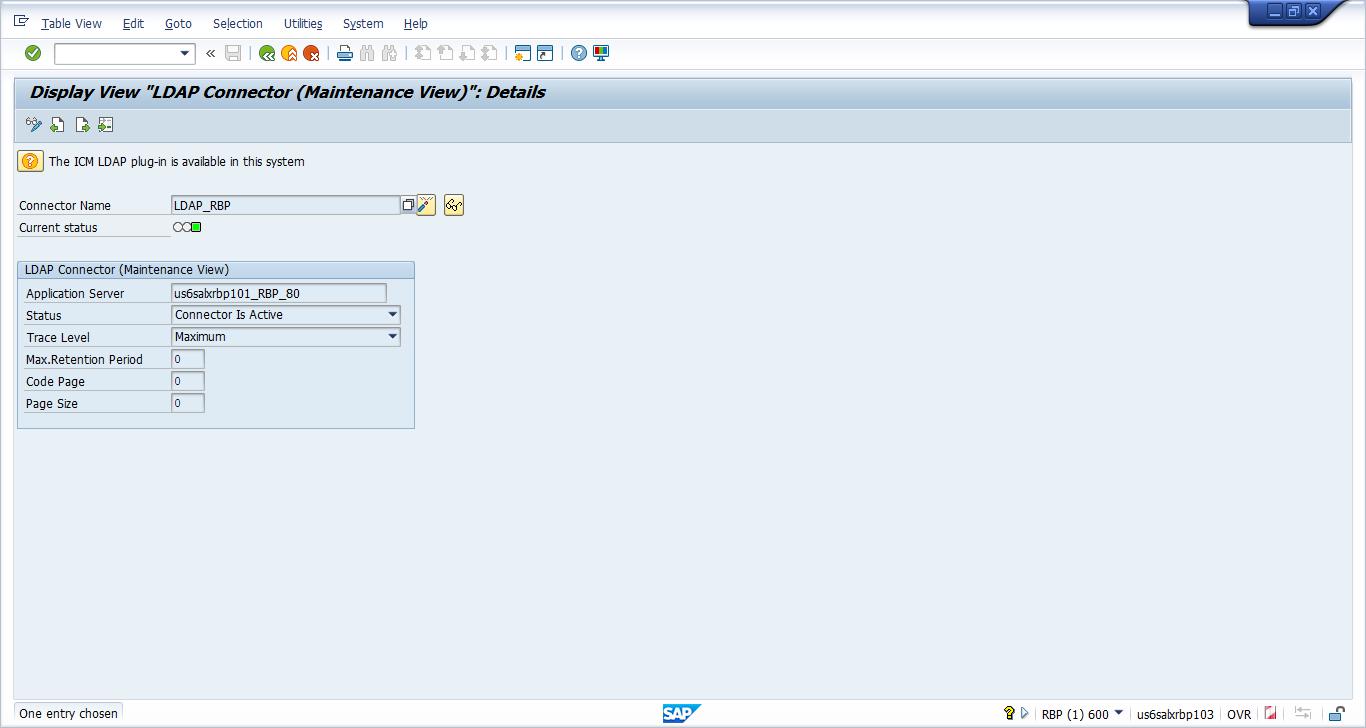 Table View Edit Goto Selection Utilities System Help
Display View "LDAP Connector (Maintenance View)": Details
The ICM LDAP plug-in is available in this system
Connector Name LDAP_RBP
Current status
LDAP Connector (Maintenance View)
Application Server us6salxrbp101_RBP_80
Status Connector Is Active
Trace Level Maximum
Max.Retention Period 0
Code Page 0
Page Size 0
One entry chosen SAP RBP (1) 600 us6salxrbp103 OVR